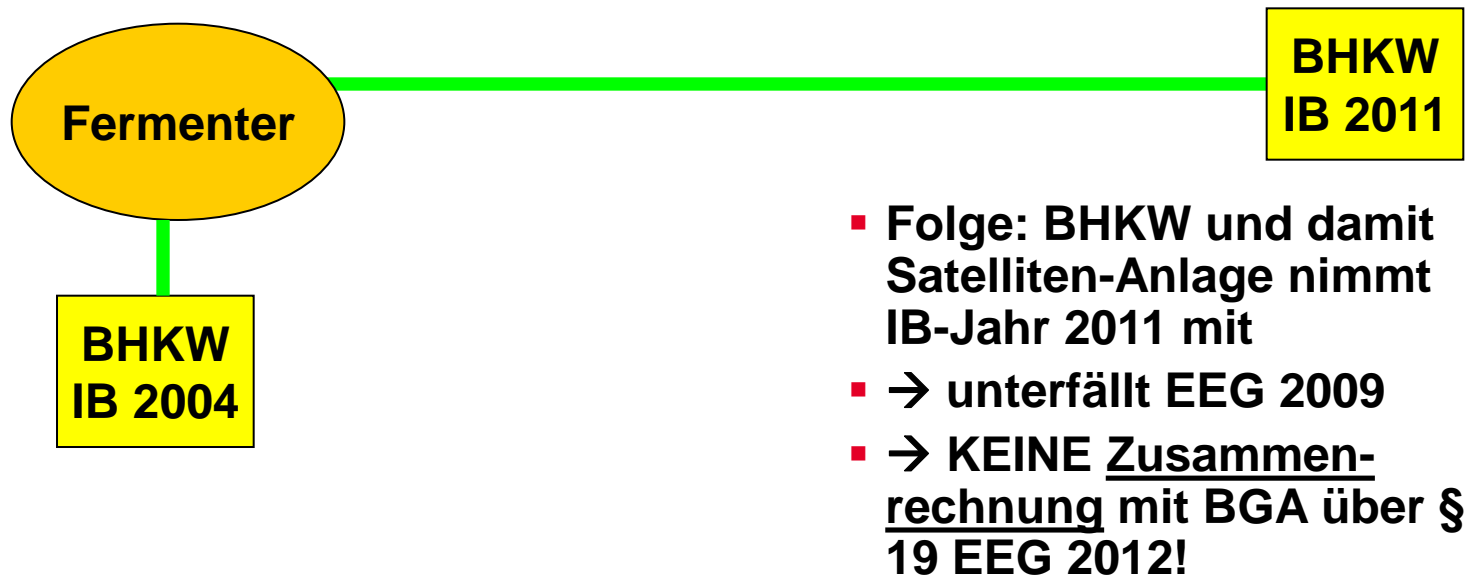 Fermenter
BHKW
IB 2011
BHKW
IB 2004
▪ Folge: BHKW und damit
Satelliten-Anlage nimmt
IB-Jahr 2011 mit
▪ → unterfällt EEG 2009
▪ → KEINE Zusammen-
rechnung mit BGA über §
19 EEG 2012!